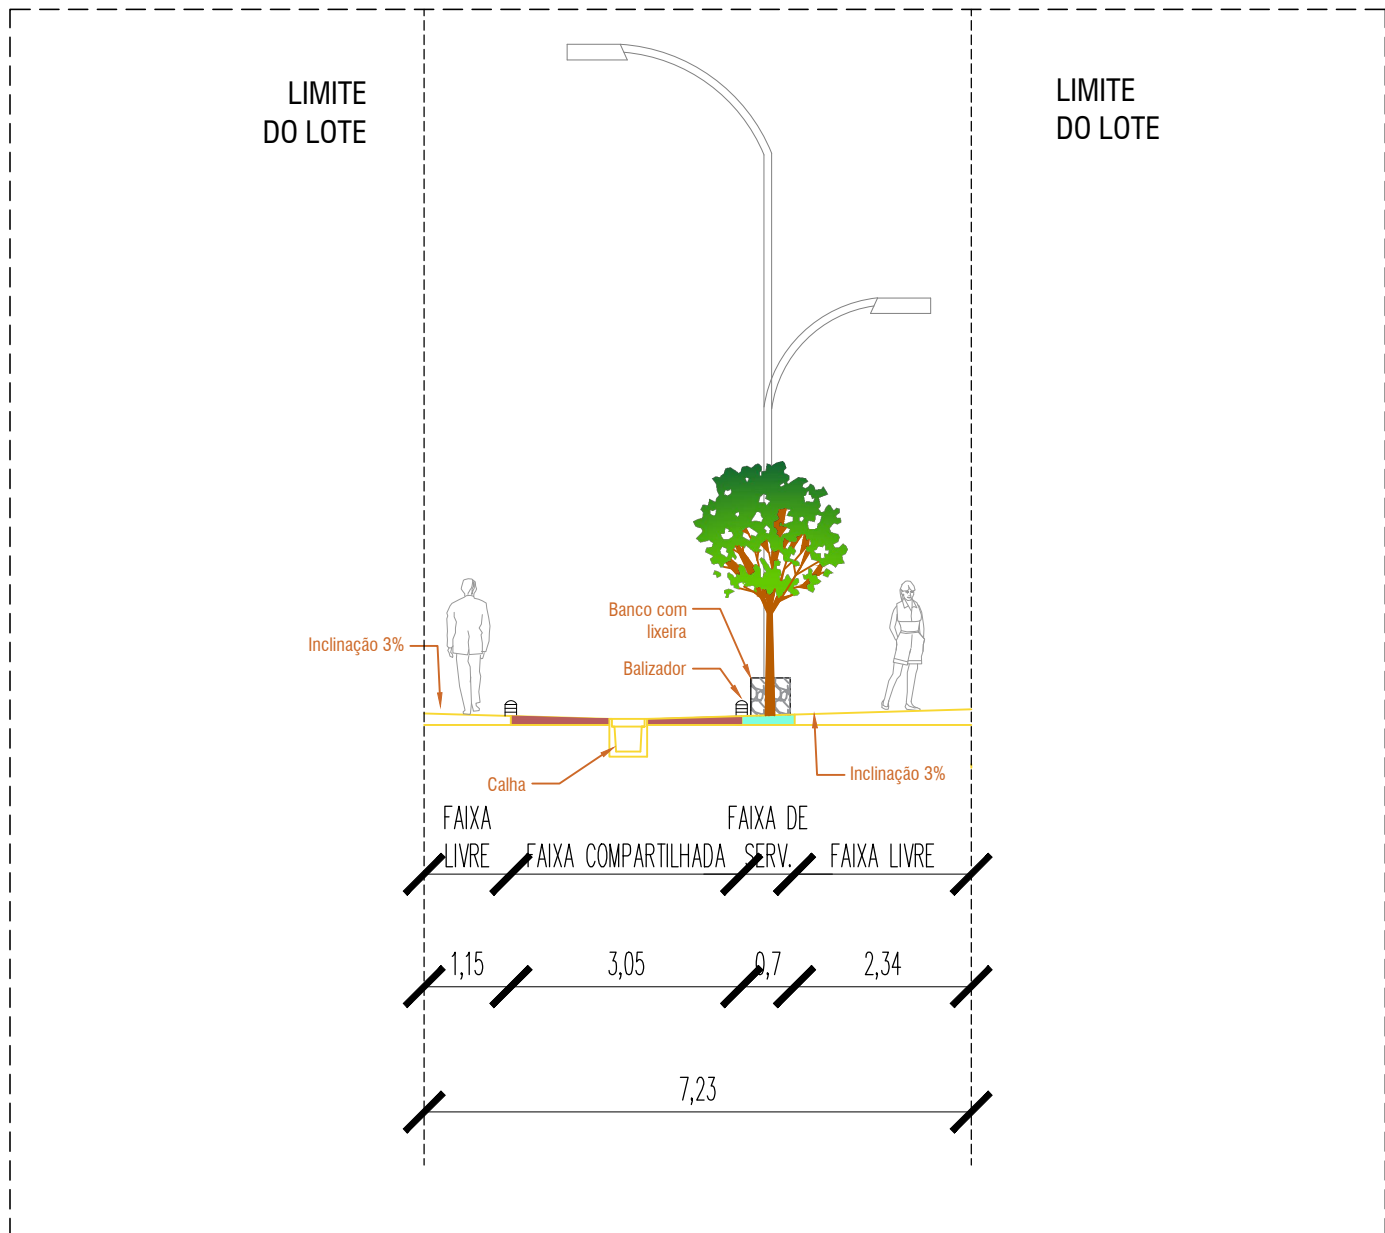 LIMITE
DO LOTE
LIMITE
DO LOTE
Banco com
lixeira
Inclinação 3%
Balizador
Inclinação 3%
Calha
FAIXA
LIVRE
FAIXA COMPARTILHADA
FAIXA DE
SERV.
FAIXA LIVRE
1,15
3,05
0,7
2,34
7,23